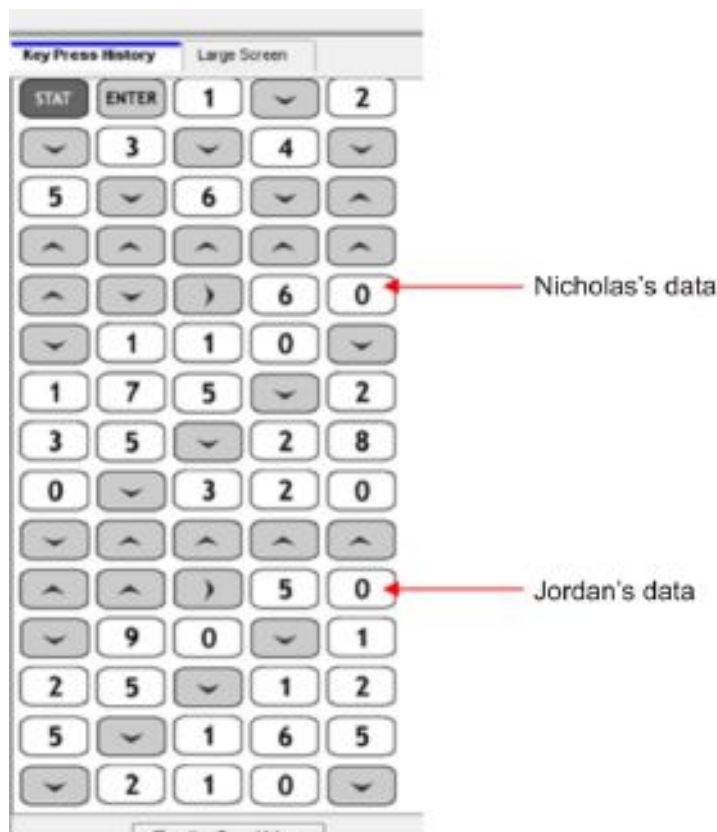 Key Press History Large Screen
STAT ENTER 1 2
3 4
5 6
6 0 Nicholas's data
1 1 0
1 7 5 2
3 5 2 8
0 3 2 0
5 0 Jordan's data
9 0 1
2 5 1 2
5 1 6 5
2 1 0